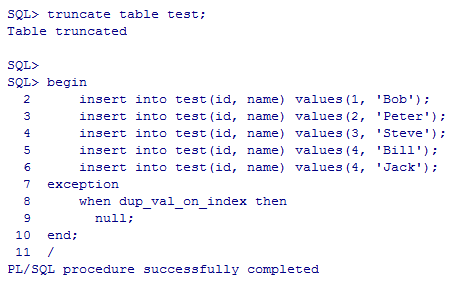 SQL> truncate table test;
Table truncated
SQL>
SQL> begin
2 insert into test(id, name) values(1, 'Bob');
3 insert into test(id, name) values(2, 'Peter');
4 insert into test(id, name) values(3, 'Steve');
5 insert into test(id, name) values(4, 'Bill');
6 insert into test(id, name) values(4, 'Jack');
7 exception
8 when dup_val_on_index then
9 null;
10 end;
11 /
PL/SQL procedure successfully completed